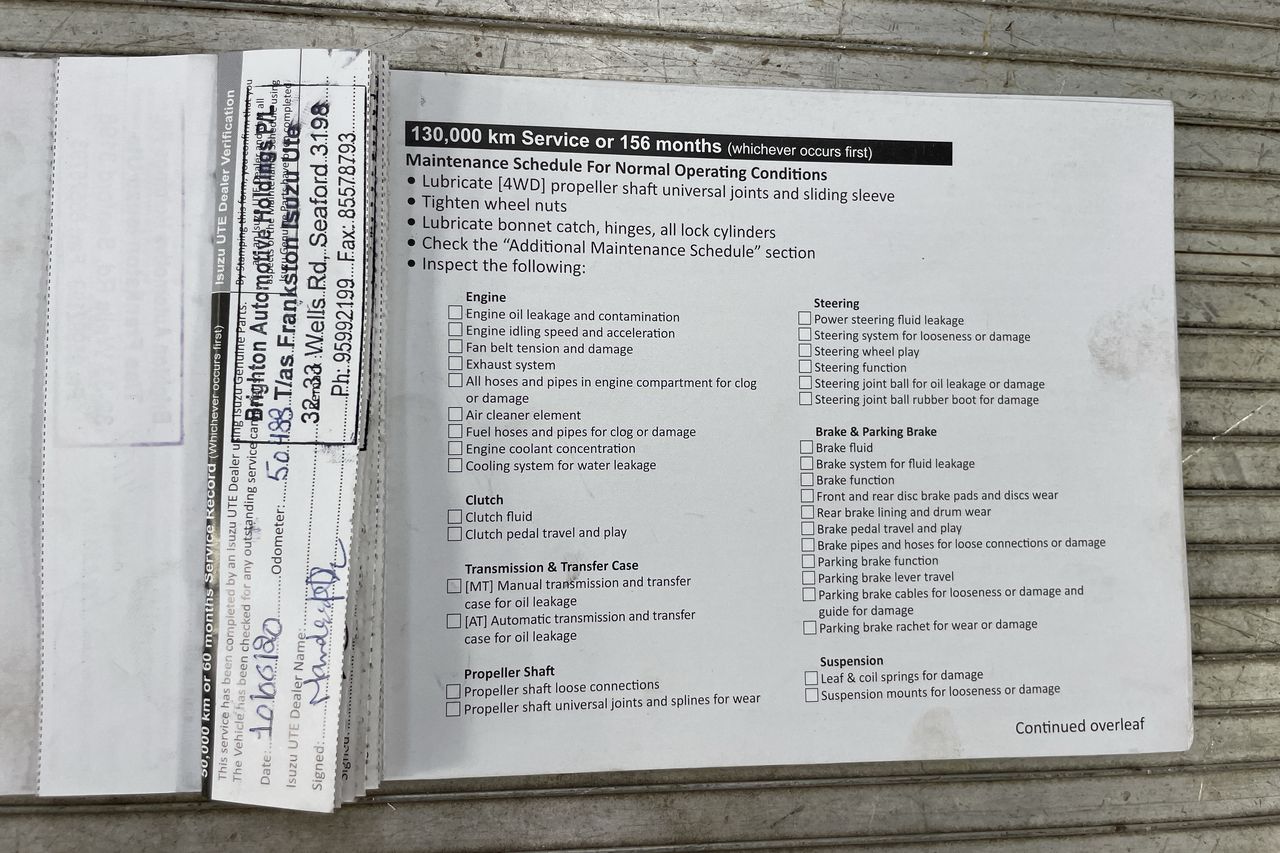 50,000 km or 60 months Service Record (Whichever occurs first)
This service has been completed by an Isuzu UTE Dealer using Isuzu Genuine Parts.
The Vehicle has been checked for any outstanding service
Date: Odometer: 50488
Isuzu UTE Dealer Name:
Signed:
Isuzu UTE Dealer Verification
By Stamping this form, you confirm that you
Brighton Automotive Holdings P/L
T/as Frankston Isuzu Ute
Wells Rd, Seaford 3198
Ph: 95992199 Fax: 85578793
Signed:
130,000 km Service or 156 months (whichever occurs first)
Maintenance Schedule For Normal Operating Conditions
• Lubricate [4WD] propeller shaft universal joints and sliding sleeve
• Tighten wheel nuts
• Lubricate bonnet catch, hinges, all lock cylinders
• Check the “Additional Maintenance Schedule” section
• Inspect the following:
Engine
Engine oil leakage and contamination
Engine idling speed and acceleration
Fan belt tension and damage
Exhaust system
All hoses and pipes in engine compartment for clog
or damage
Air cleaner element
Fuel hoses and pipes for clog or damage
Engine coolant concentration
Cooling system for water leakage
Clutch
Clutch fluid
Clutch pedal travel and play
Transmission & Transfer Case
[MT] Manual transmission and transfer
case for oil leakage
[AT] Automatic transmission and transfer
case for oil leakage
Propeller Shaft
Propeller shaft loose connections
Propeller shaft universal joints and splines for wear
Steering
Power steering fluid leakage
Steering system for looseness or damage
Steering wheel play
Steering function
Steering joint ball for oil leakage or damage
Steering joint ball rubber boot for damage
Brake & Parking Brake
Brake fluid
Brake system for fluid leakage
Brake function
Front and rear disc brake pads and discs wear
Rear brake lining and drum wear
Brake pedal travel and play
Brake pipes and hoses for loose connections or damage
Parking brake function
Parking brake lever travel
Parking brake cables for looseness or damage and
guide for damage
Parking brake rachet for wear or damage
Suspension
Leaf & coil springs for damage
Suspension mounts for looseness or damage
Continued overleaf